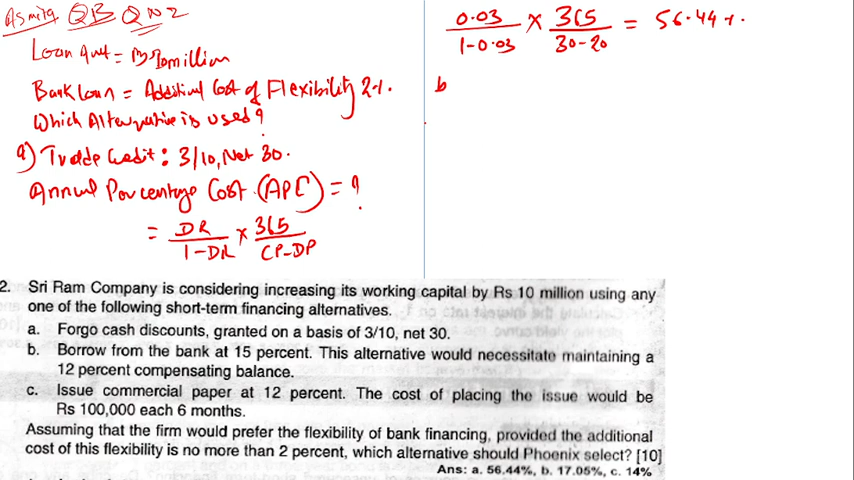 Asmita QB Q N 2
Loan Amt = Rs 10 million
Bank Loan = Additional Cost of Flexibility 2%.
Which Alternative is used?
a) Trade Credit: 3/10, Net 30.
Annual Percentage Cost (APC) = ?
= DR/1-DR × 365/CP-DP
0.03/1-0.03 × 365/30-20 = 56.44%.
b
2. Sri Ram Company is considering increasing its working capital by Rs 10 million using any
one of the following short-term financing alternatives.
a. Forgo cash discounts, granted on a basis of 3/10, net 30.
b. Borrow from the bank at 15 percent. This alternative would necessitate maintaining a
12 percent compensating balance.
c. Issue commercial paper at 12 percent. The cost of placing the issue would be
Rs 100,000 each 6 months.
Assuming that the firm would prefer the flexibility of bank financing, provided the additional
cost of this flexibility is no more than 2 percent, which alternative should Phoenix select? [10]
Ans: a. 56.44%, b. 17.05%, c. 14%